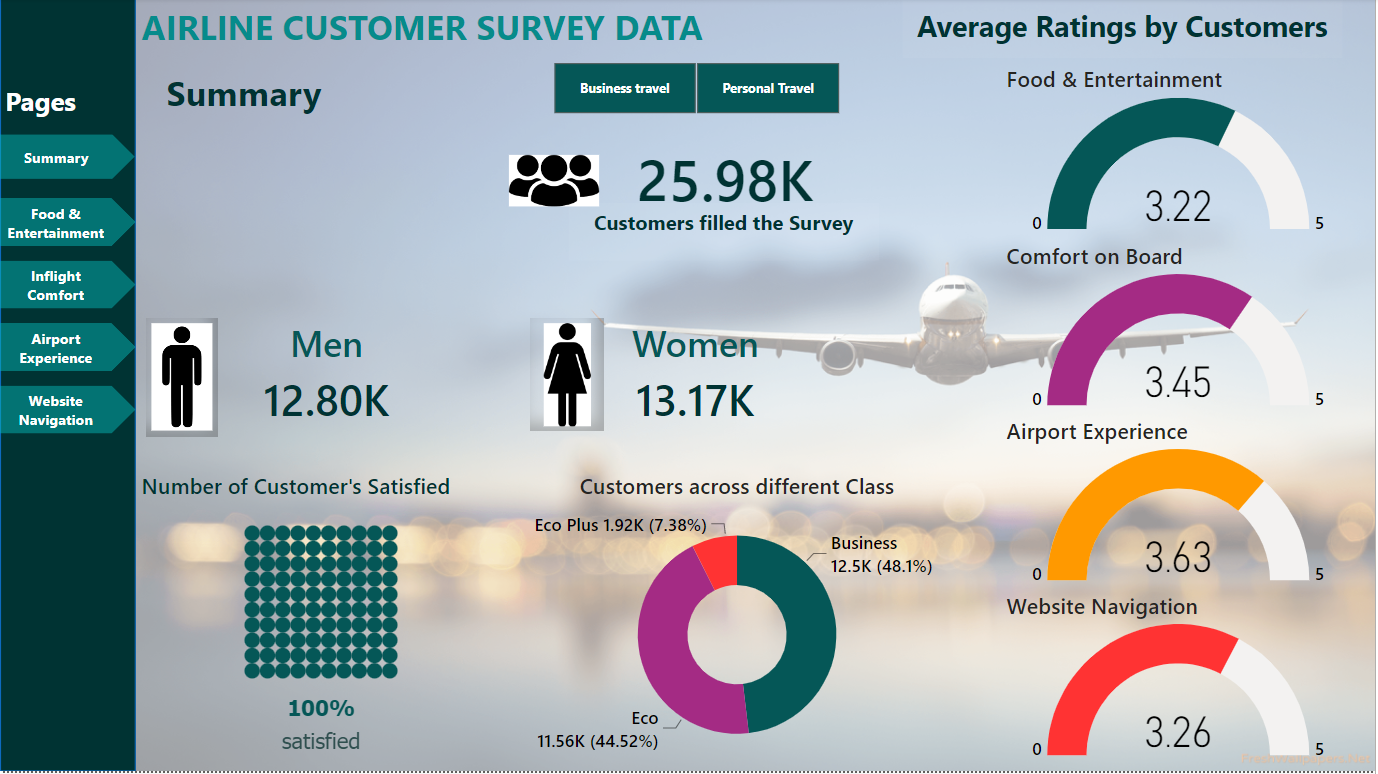 AIRLINE CUSTOMER SURVEY DATA
Average Ratings by Customers
Pages
Summary
Food &
Entertainment
Inflight
Comfort
Airport
Experience
Website
Navigation
Summary
Business travel
Personal Travel
25.98K
Customers filled the Survey
Men
12.80K
Women
13.17K
Number of Customer's Satisfied
100%
satisfied
Customers across different Class
Eco Plus 1.92K (7.38%)
Business
12.5K (48.1%)
Eco
11.56K (44.52%)
Food & Entertainment
3.22
0
5
Comfort on Board
3.45
0
5
Airport Experience
3.63
0
5
Website Navigation
3.26
0
5